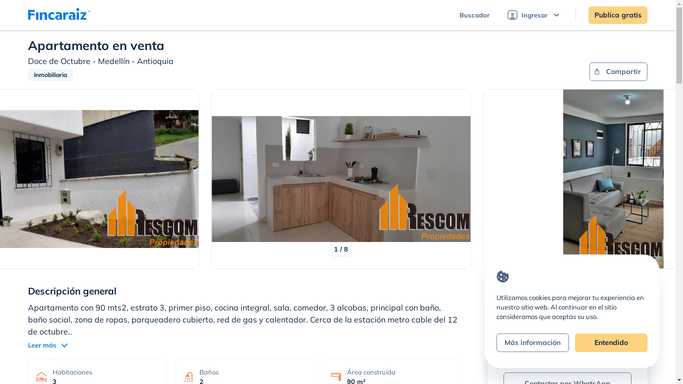 Fincaraiz
Buscador
Ingresar
Publica gratis
Apartamento en venta
Doce de Octubre - Medellín - Antioquia
Inmobiliaria
Compartir
RESCOM
Propiedades
RESCOM
Propiedades
RESCOM
1 / 8
Descripción general
Apartamento con 90 mts2, estrato 3, primer piso, cocina integral, sala, comedor, 3 alcobas, principal con baño,
baño social, zona de ropas, parqueadero cubierto, red de gas y calentador. Cerca de la estación metro cable del 12
de octubre..
Leer más
Habitaciones
3
Baños
2
Área construida
90 m²
Utilizamos cookies para mejorar tu experiencia en
nuestro sitio web. Al continuar en el sitio
consideramos que aceptas su uso.
Más información
Entendido
Contactar por WhatsApp